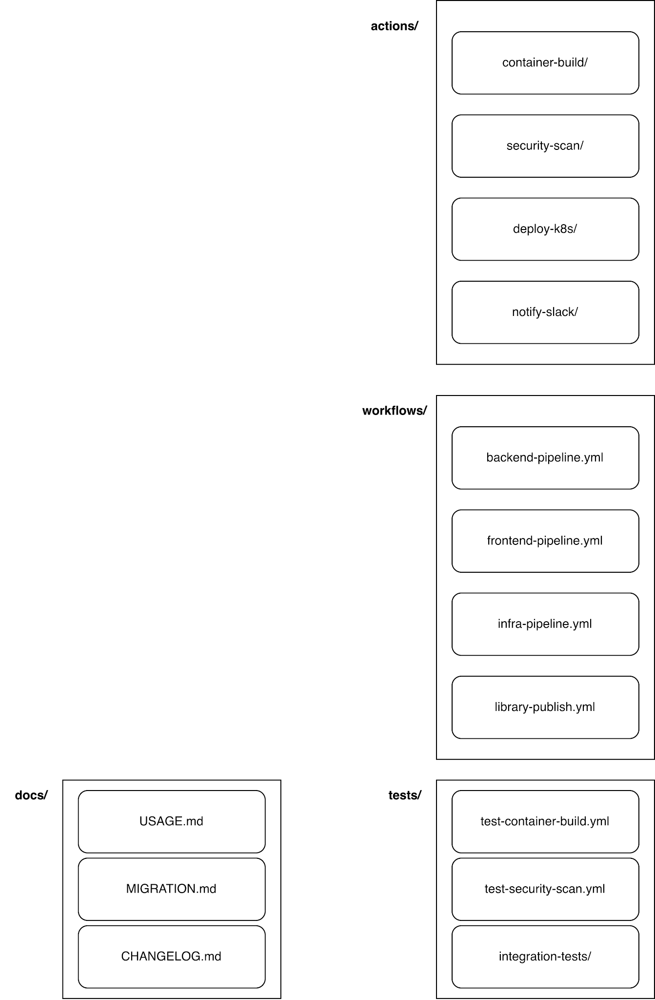 actions/
container-build/
security-scan/
deploy-k8s/
notify-slack/
workflows/
backend-pipeline.yml
frontend-pipeline.yml
infra-pipeline.yml
library-publish.yml
docs/
USAGE.md
MIGRATION.md
CHANGELOG.md
tests/
test-container-build.yml
test-security-scan.yml
integration-tests/